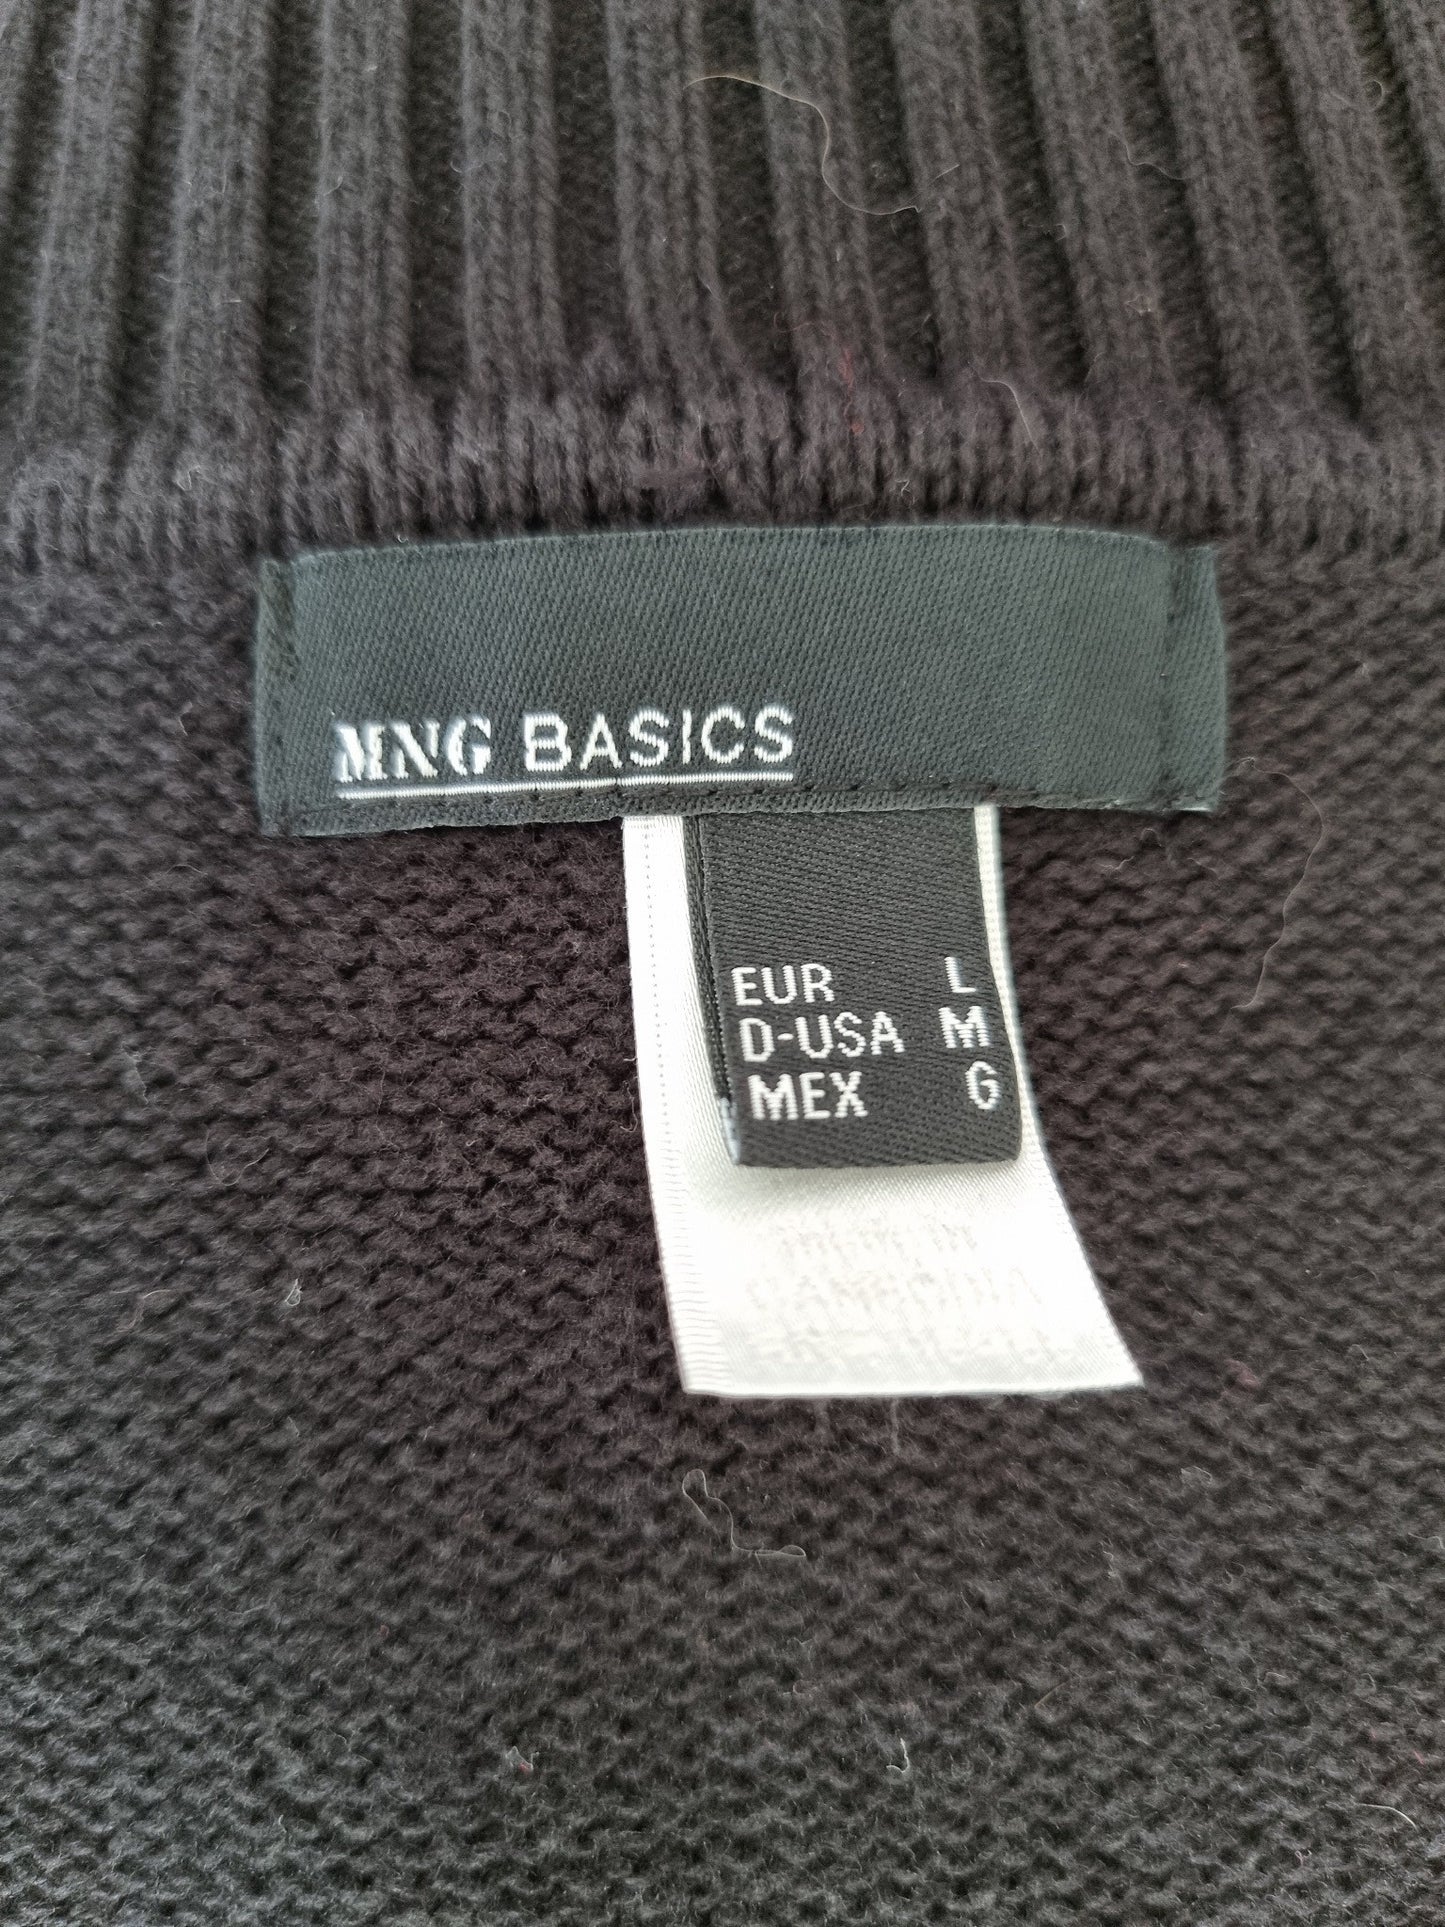 MNG BASICS
EUR L
D-USA M
MEX G